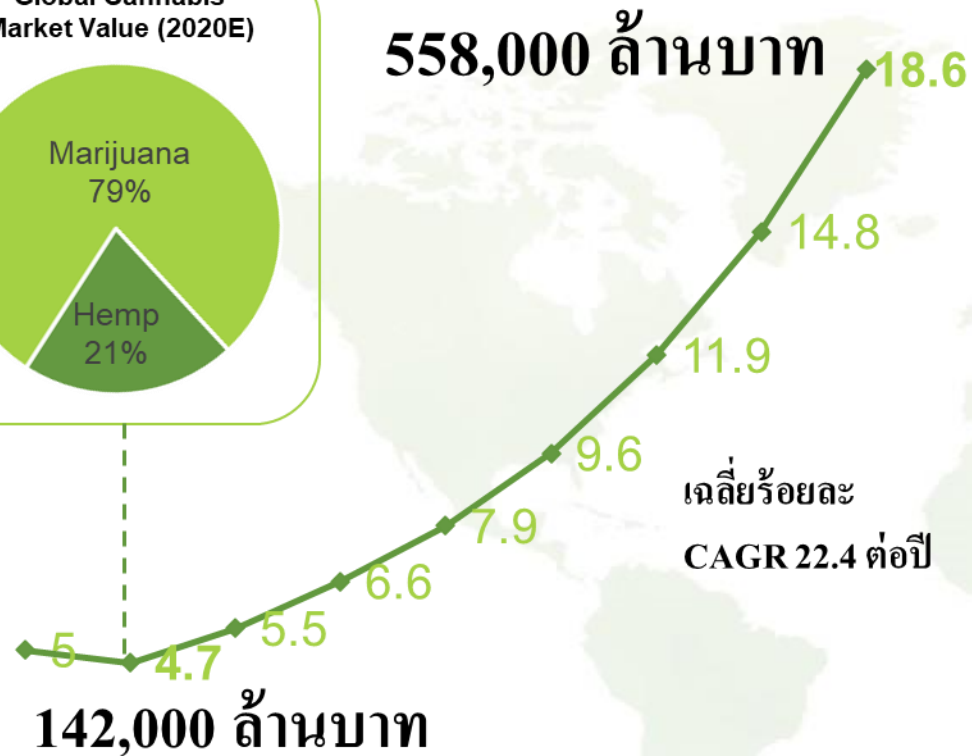 Global Cannabis
Market Value (2020E)
Marijuana
79%
Hemp
21%
558,000 ล้านบาท
18.6
14.8
11.9
9.6
7.9
6.6
5.5
4.7
5
เฉลี่ยร้อยละ
CAGR 22.4 ต่อปี
142,000 ล้านบาท